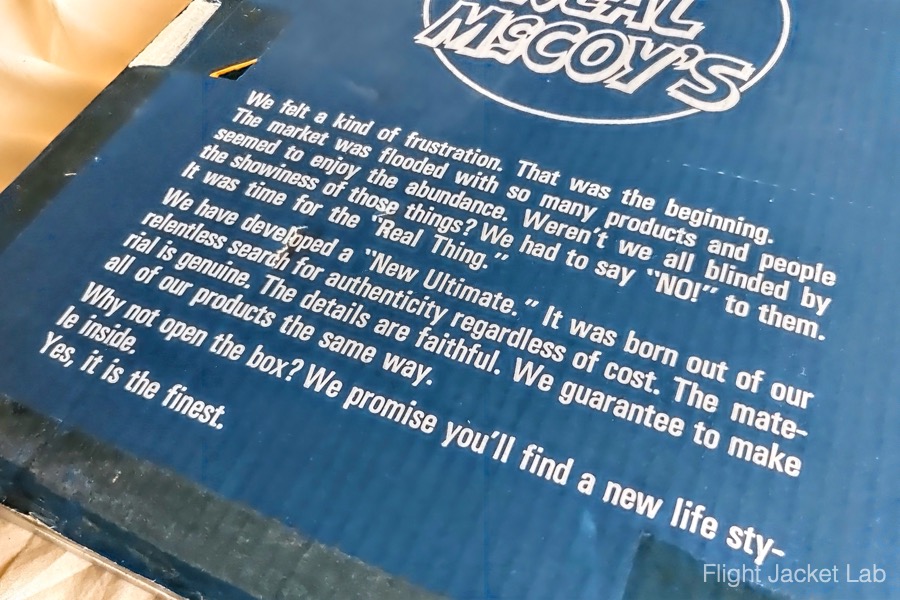 McCOY'S
We felt a kind of frustration. That was the beginning.
The market was flooded with so many products and people
seemed to enjoy the abundance. Weren't we all blinded by
the showiness of those things? We had to say "NO!" to them.
It was time for the "Real Thing."
We have developed a "New Ultimate." It was born out of our
relentless search for authenticity regardless of cost. The mate-
rial is genuine. The details are faithful. We guarantee to make
all of our products the same way.
Why not open the box? We promise you'll find a new life sty-
le inside.
Yes, it is the finest.
Flight Jacket Lab